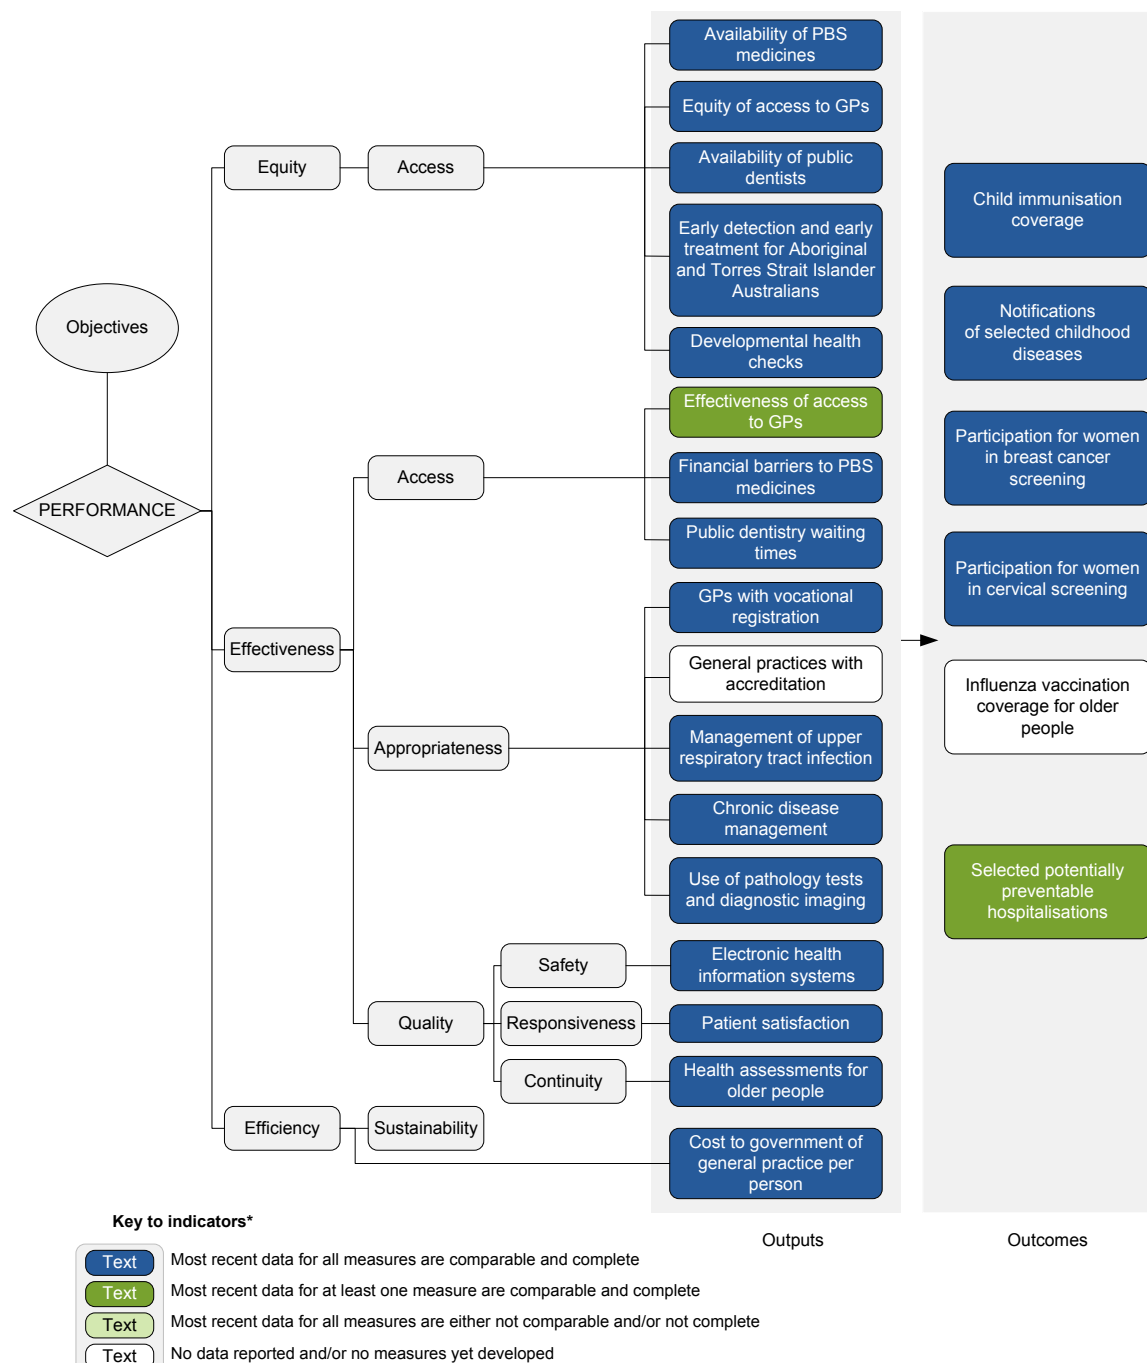 Objectives
PERFORMANCE
Equity
Access
Availability of PBS
medicines
Equity of access to GPs
Availability of public
dentists
Early detection and early
treatment for Aboriginal
and Torres Strait Islander
Australians
Developmental health
checks
Effectiveness
Access
Effectiveness of access
to GPs
Financial barriers to PBS
medicines
Public dentistry waiting
times
Appropriateness
GPs with vocational
registration
General practices with
accreditation
Management of upper
respiratory tract infection
Chronic disease
management
Use of pathology tests
and diagnostic imaging
Quality
Safety
Electronic health
information systems
Responsiveness
Patient satisfaction
Continuity
Health assessments for
older people
Efficiency
Sustainability
Cost to government of
general practice per
person
Child immunisation
coverage
Notifications
of selected childhood
diseases
Participation for women
in breast cancer
screening
Participation for women
in cervical screening
Influenza vaccination
coverage for older
people
Selected potentially
preventable
hospitalisations
Outputs
Outcomes
Key to indicators*
Text Most recent data for all measures are comparable and complete
Text Most recent data for at least one measure are comparable and complete
Text Most recent data for all measures are either not comparable and/or not complete
Text No data reported and/or no measures yet developed